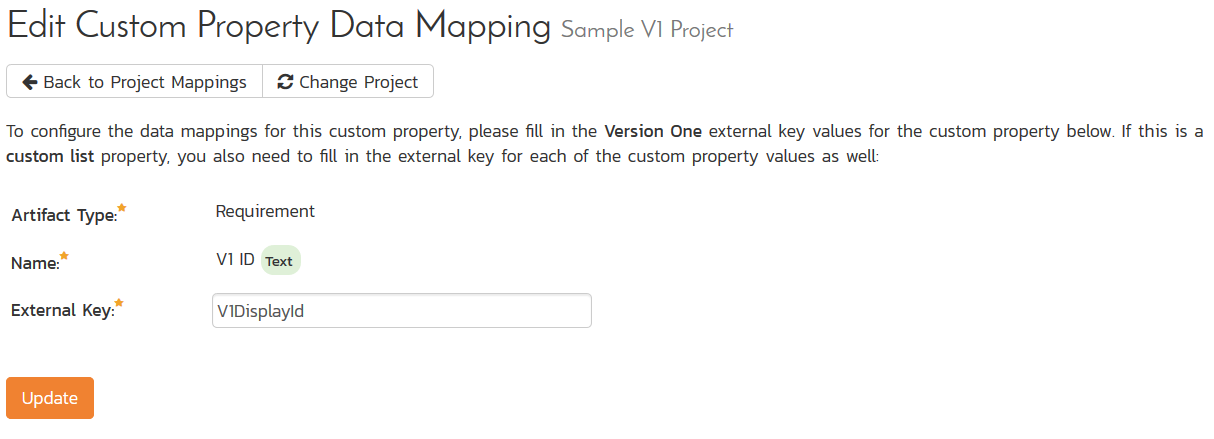 Edit Custom Property Data Mapping Sample V1 Project
Back to Project Mappings Change Project
To configure the data mappings for this custom property, please fill in the Version One external key values for the custom property below. If this is a
custom list property, you also need to fill in the external key for each of the custom property values as well:
Artifact Type: Requirement
Name: V1 ID Text
External Key: V1DisplayId
Update